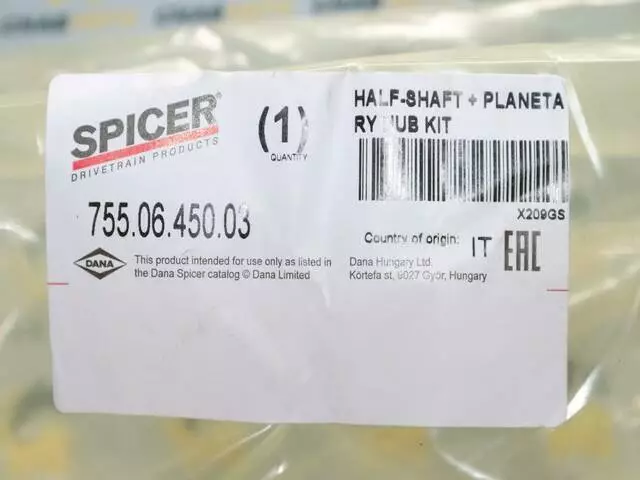 SPICER®
DRIVETRAIN PRODUCTS
(1)
QUANTITY
HALF-SHAFT + PLANETA
RY HUB KIT
X209GS
755.06.450.03
Country of origin: IT
EAC
DANA
This product intended for use only as listed in
the Dana Spicer catalog © Dana Limited
Dana Hungary Ltd.
Körtefa st, 9027 Győr, Hungary